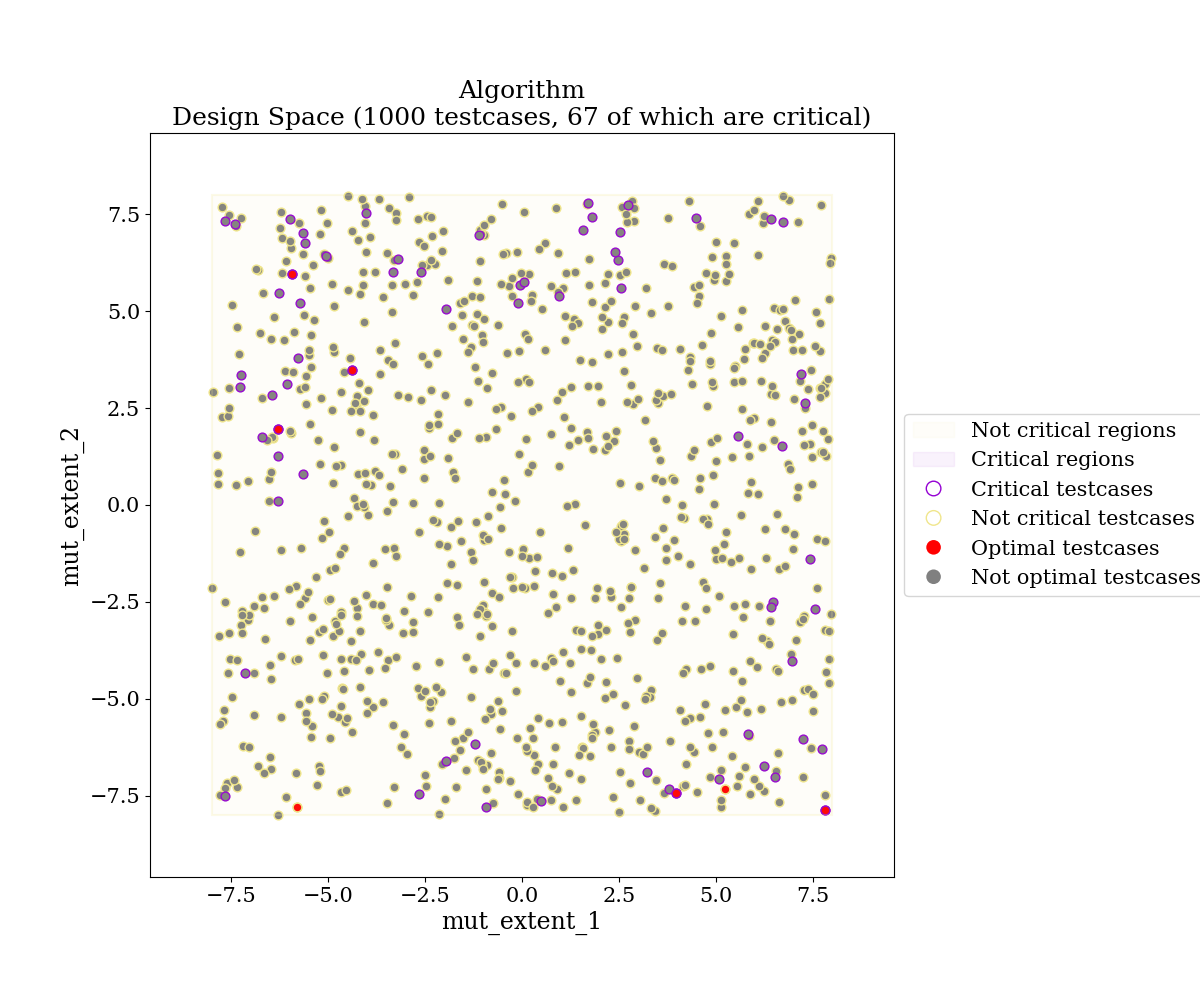 Algorithm
Design Space (1000 testcases, 67 of which are critical)
7.5
5.0
2.5
0.0
−2.5
−5.0
−7.5
mut_extent_2
−7.5
−5.0
−2.5
0.0
2.5
5.0
7.5
mut_extent_1
Not critical regions
Critical regions
Critical testcases
Not critical testcases
Optimal testcases
Not optimal testcases